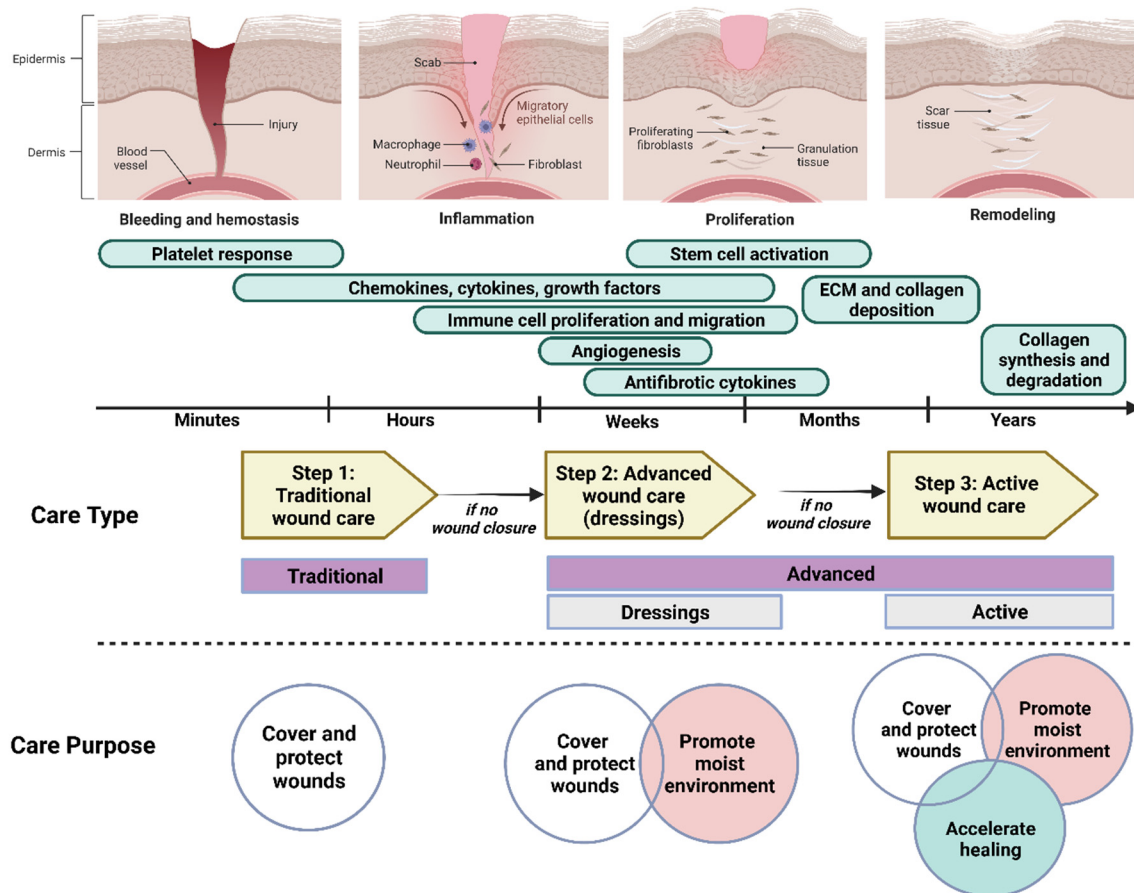 Epidermis
Dermis
Injury
Blood
vessel
Scab
Migratory
epithelial cells
Macrophage
Neutrophil
Fibroblast
Proliferating
fibroblasts
Granulation
tissue
Scar
tissue
Bleeding and hemostasis
Inflammation
Proliferation
Remodeling
Platelet response
Stem cell activation
Chemokines, cytokines, growth factors
ECM and collagen
deposition
Immune cell proliferation and migration
Angiogenesis
Collagen
synthesis and
degradation
Antifibrotic cytokines
Minutes
Hours
Weeks
Months
Years
Care Type
Step 1:
Traditional
wound care
if no
wound closure
Step 2: Advanced
wound care
(dressings)
if no
wound closure
Step 3: Active
wound care
Traditional
Advanced
Dressings
Active
Care Purpose
Cover and
protect
wounds
Cover
and protect
wounds
Promote
moist
environment
Cover
and protect
wounds
Promote
moist
environment
Accelerate
healing